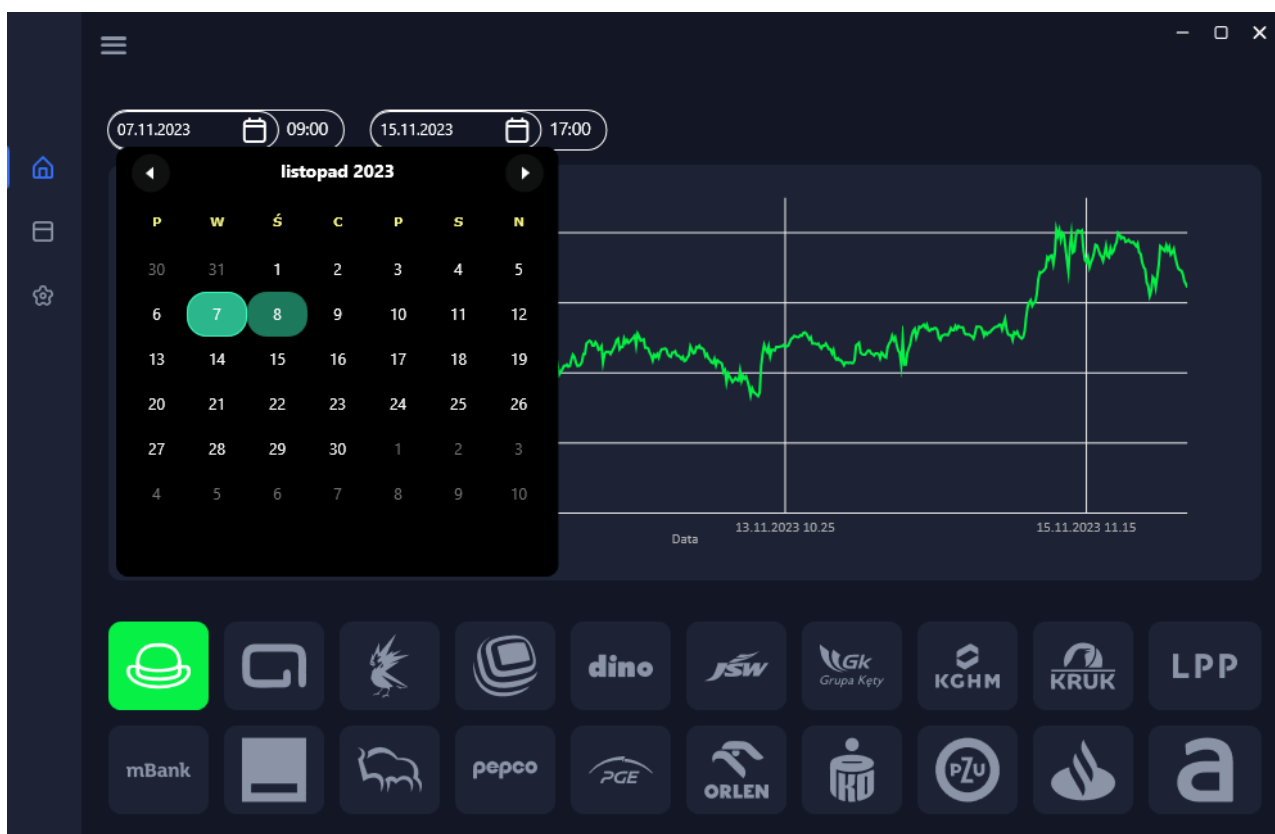 07.11.2023 09:00 15.11.2023 17:00
listopad 2023
P W Ś C P S N
30 31 1 2 3 4 5
6 7 8 9 10 11 12
13 14 15 16 17 18 19
20 21 22 23 24 25 26
27 28 29 30 1 2 3
4 5 6 7 8 9 10
13.11.2023 10.25 15.11.2023 11.15
Data
dino JSW GK Grupa Kęty KGHM KRUK LPP
mBank pepco PGE ORLEN PKO PZU a